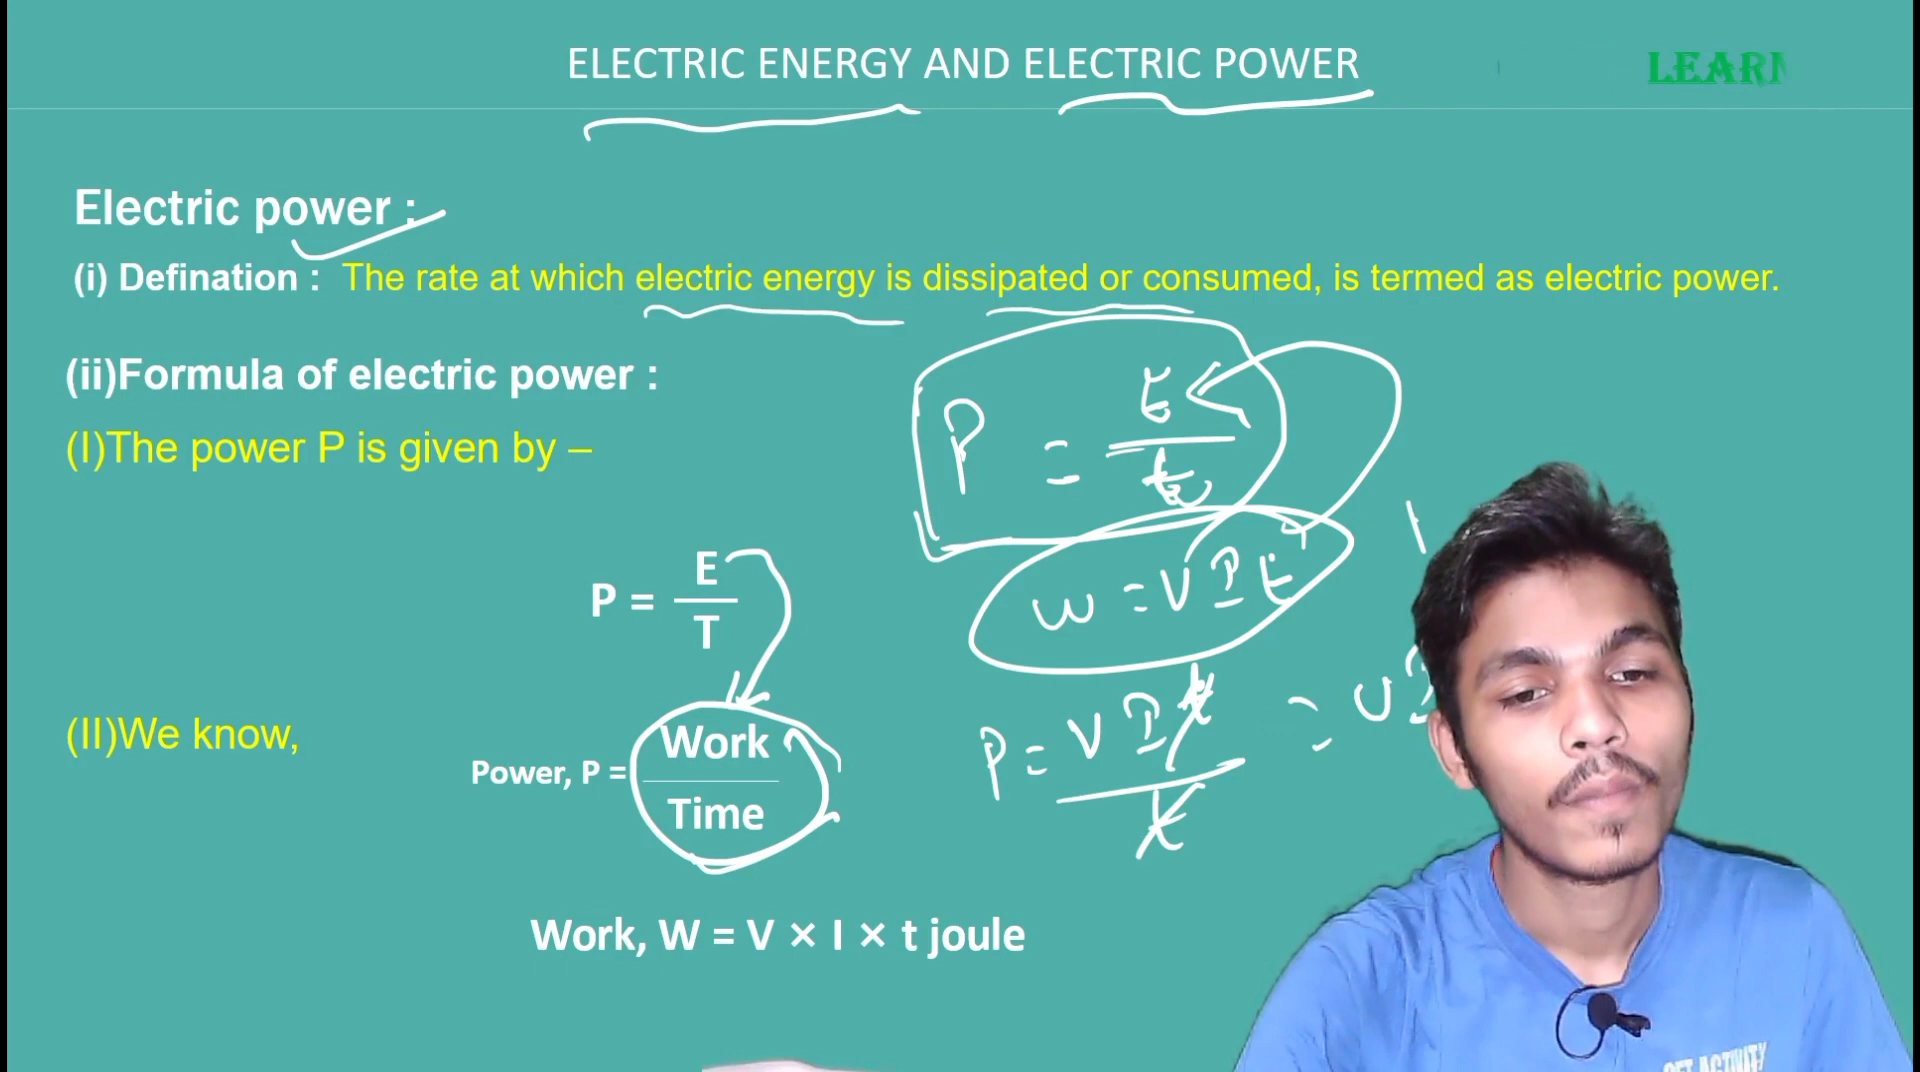 ELECTRIC ENERGY AND ELECTRIC POWER
LEARN
Electric power :
(i) Defination : The rate at which electric energy is dissipated or consumed, is termed as electric power.
(ii)Formula of electric power :
P = E
t
(I)The power P is given by –
P = E
T
W = V I t
(II)We know,
Power, P = Work
Time
P = V I t = V I
t
Work, W = V × I × t joule
GET ACTIVITY